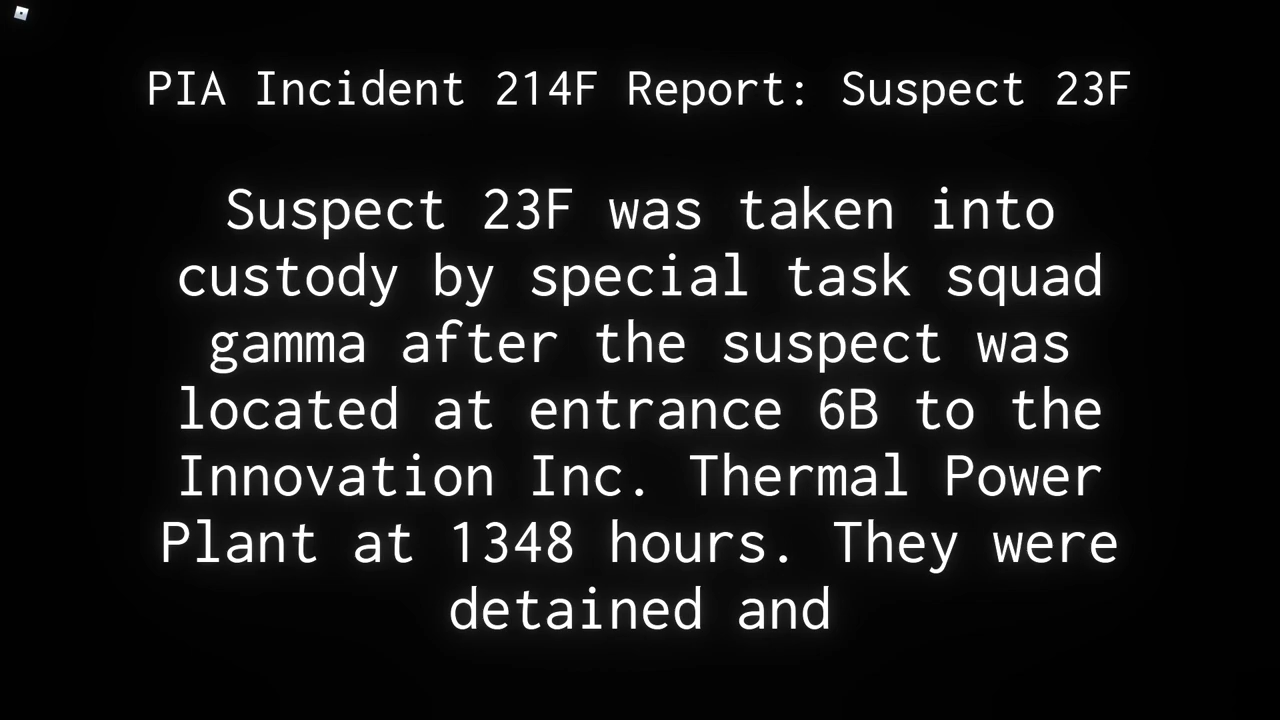 PIA Incident 214F Report: Suspect 23F
Suspect 23F was taken into
custody by special task squad
gamma after the suspect was
located at entrance 6B to the
Innovation Inc. Thermal Power
Plant at 1348 hours. They were
detained and